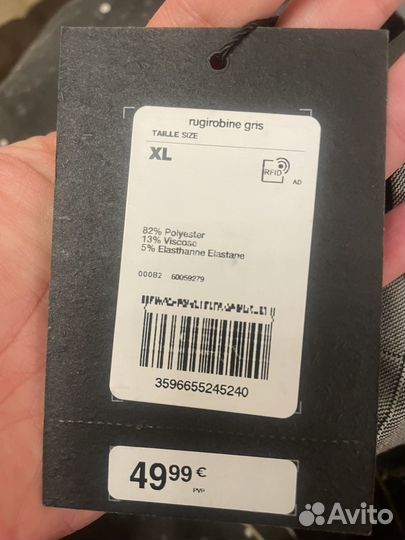 rugirobine gris
TAILLE SIZE
XL
RFID
AD
82% Polyester
13% Viscose
5% Elasthanne Elastane
000B2 60059279
3596655245240
49,99 €
PVP
Avito